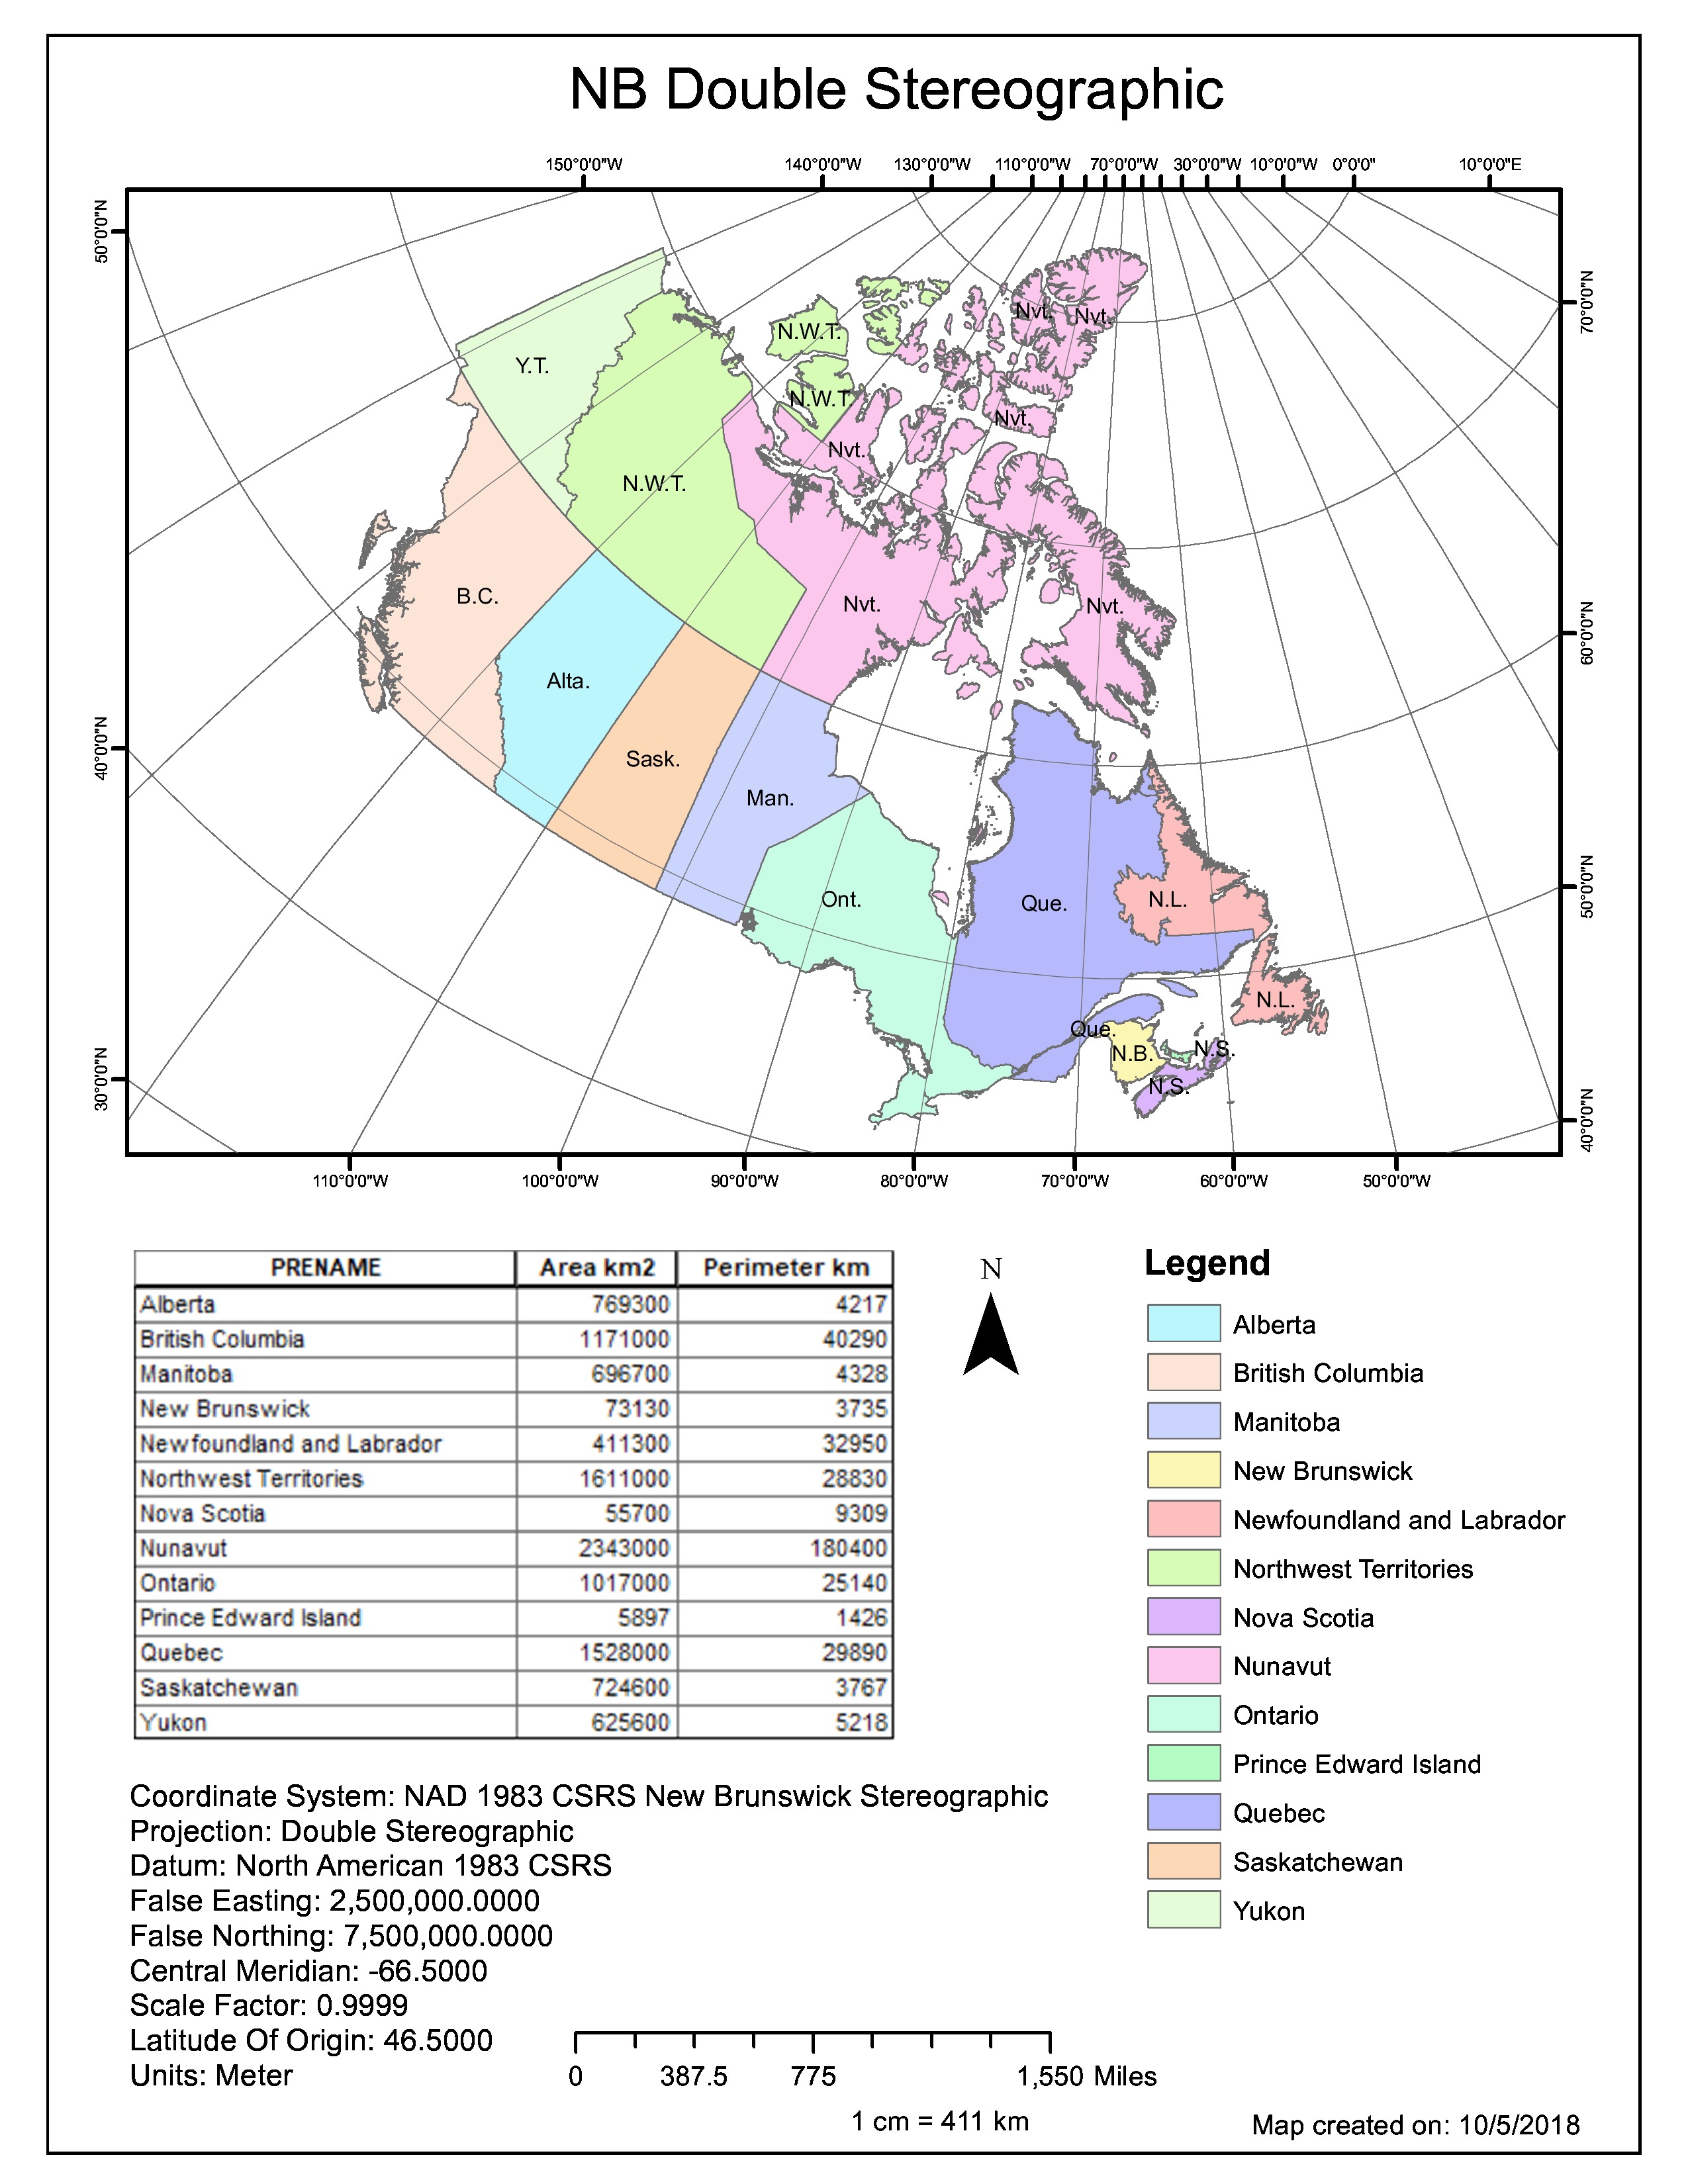 NB Double Stereographic
150°0'0"W 140°0'0"W 130°0'0"W 110°0'0"W 70°0'0"W 30°0'0"W 10°0'0"W 0°0'0" 10°0'0"E
50°0'0"N
40°0'0"N
30°0'0"N
70°0'0"N
60°0'0"N
50°0'0"N
40°0'0"N
Nvt. Nvt.
N.W.T.
Y.T.
N.W.T.
Nvt.
Nvt.
N.W.T.
B.C.
Nvt.
Nvt.
Alta.
Sask.
Man.
Ont.
Que.
N.L.
N.L.
Que.
N.B.
N.S.
N.S.
110°0'0"W 100°0'0"W 90°0'0"W 80°0'0"W 70°0'0"W 60°0'0"W 50°0'0"W
PRENAME Area km2 Perimeter km
Alberta 769300 4217
British Columbia 1171000 40290
Manitoba 696700 4328
New Brunswick 73130 3735
Newfoundland and Labrador 411300 32950
Northwest Territories 1611000 28830
Nova Scotia 55700 9309
Nunavut 2343000 180400
Ontario 1017000 25140
Prince Edward Island 5897 1426
Quebec 1528000 29890
Saskatchewan 724600 3767
Yukon 625600 5218
N
Legend
Alberta
British Columbia
Manitoba
New Brunswick
Newfoundland and Labrador
Northwest Territories
Nova Scotia
Nunavut
Ontario
Prince Edward Island
Quebec
Saskatchewan
Yukon
Coordinate System: NAD 1983 CSRS New Brunswick Stereographic
Projection: Double Stereographic
Datum: North American 1983 CSRS
False Easting: 2,500,000.0000
False Northing: 7,500,000.0000
Central Meridian: -66.5000
Scale Factor: 0.9999
Latitude Of Origin: 46.5000
Units: Meter
0 387.5 775 1,550 Miles
1 cm = 411 km
Map created on: 10/5/2018